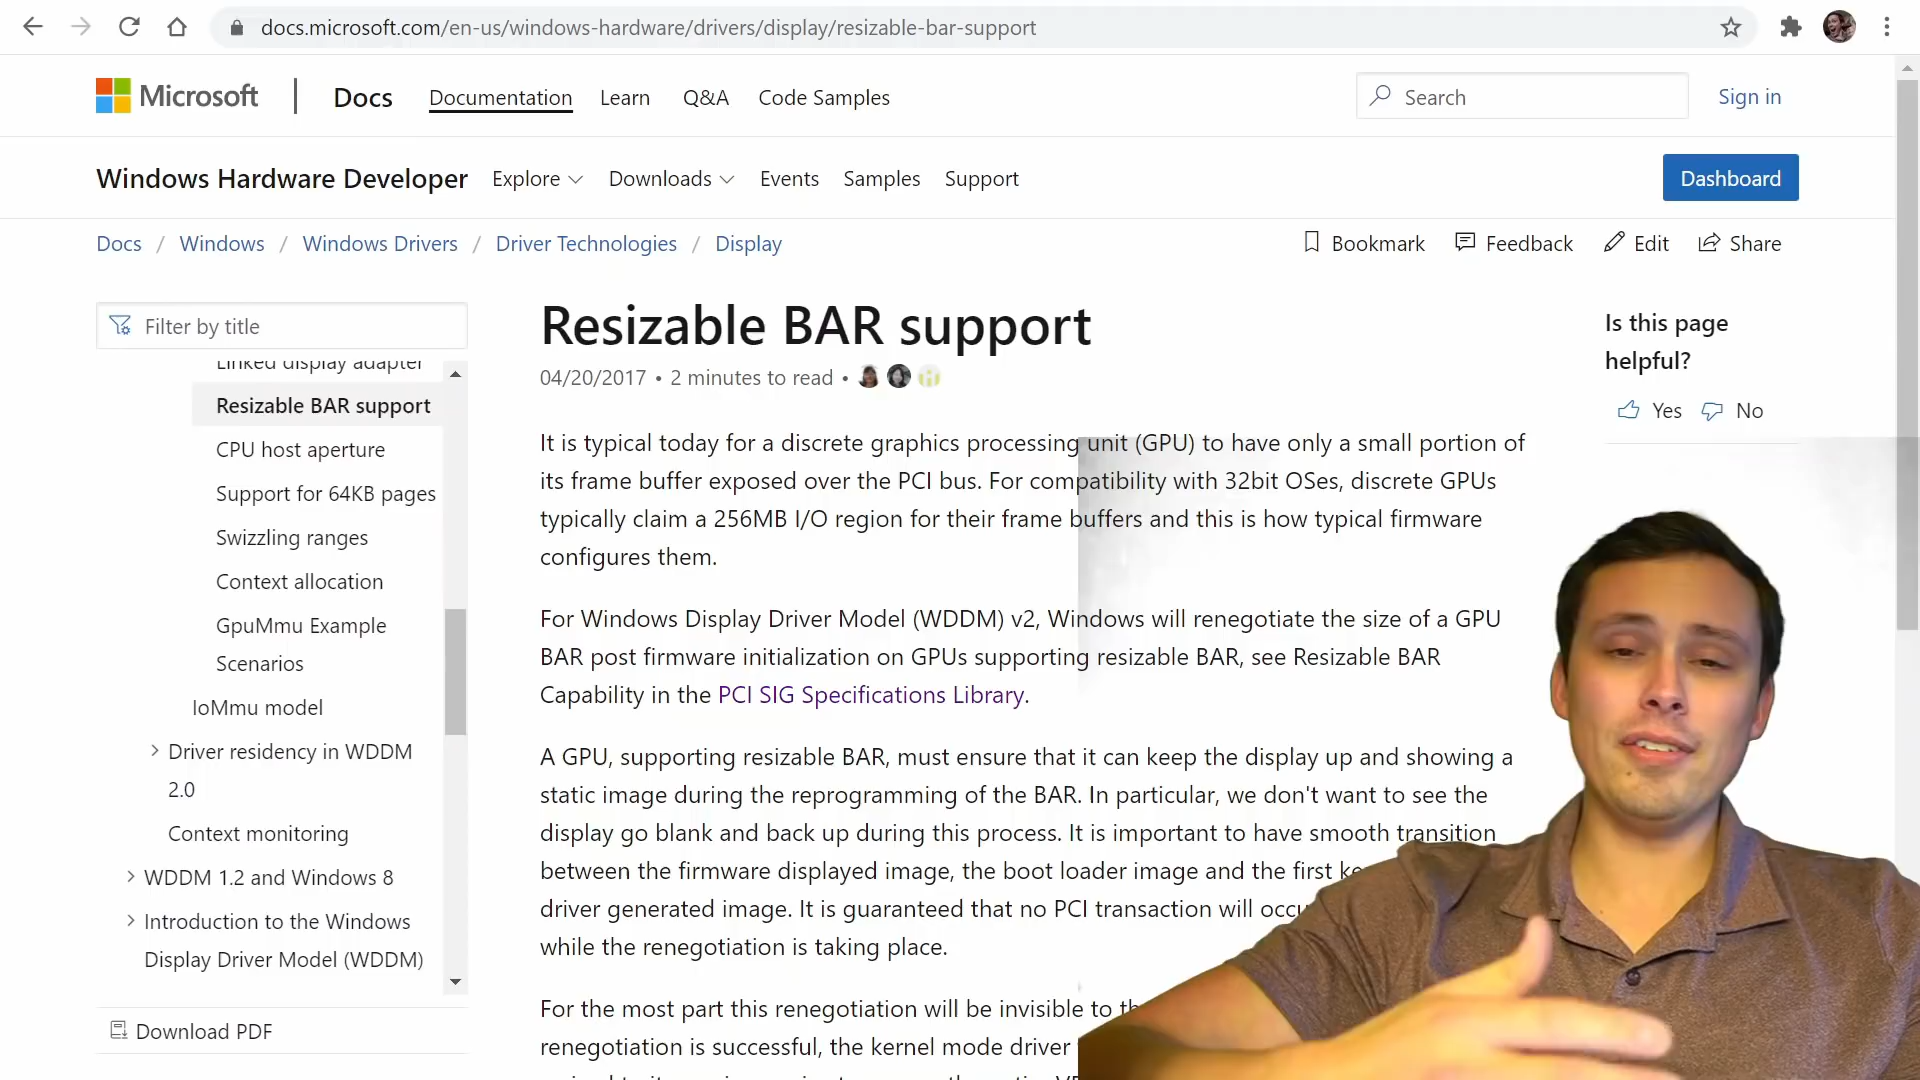 docs.microsoft.com/en-us/windows-hardware/drivers/display/resizable-bar-support
Microsoft
Docs
Documentation
Learn
Q&A
Code Samples
Search
Sign in
Windows Hardware Developer
Explore
Downloads
Events
Samples
Support
Dashboard
Docs / Windows / Windows Drivers / Driver Technologies / Display
Bookmark
Feedback
Edit
Share
Filter by title
Linked display adapter
Resizable BAR support
CPU host aperture
Support for 64KB pages
Swizzling ranges
Context allocation
GpuMmu Example
Scenarios
IoMmu model
Driver residency in WDDM
2.0
Context monitoring
WDDM 1.2 and Windows 8
Introduction to the Windows
Display Driver Model (WDDM)
Download PDF
Resizable BAR support
04/20/2017 • 2 minutes to read •
It is typical today for a discrete graphics processing unit (GPU) to have only a small portion of
its frame buffer exposed over the PCI bus. For compatibility with 32bit OSes, discrete GPUs
typically claim a 256MB I/O region for their frame buffers and this is how typical firmware
configures them.
For Windows Display Driver Model (WDDM) v2, Windows will renegotiate the size of a GPU
BAR post firmware initialization on GPUs supporting resizable BAR, see Resizable BAR
Capability in the PCI SIG Specifications Library.
A GPU, supporting resizable BAR, must ensure that it can keep the display up and showing a
static image during the reprogramming of the BAR. In particular, we don't want to see the
display go blank and back up during this process. It is important to have smooth transition
between the firmware displayed image, the boot loader image and the first
driver generated image. It is guaranteed that no PCI transaction will
while the renegotiation is taking place.
For the most part this renegotiation will be invisible to
renegotiation is successful, the kernel mode driver
Is this page
helpful?
Yes
No